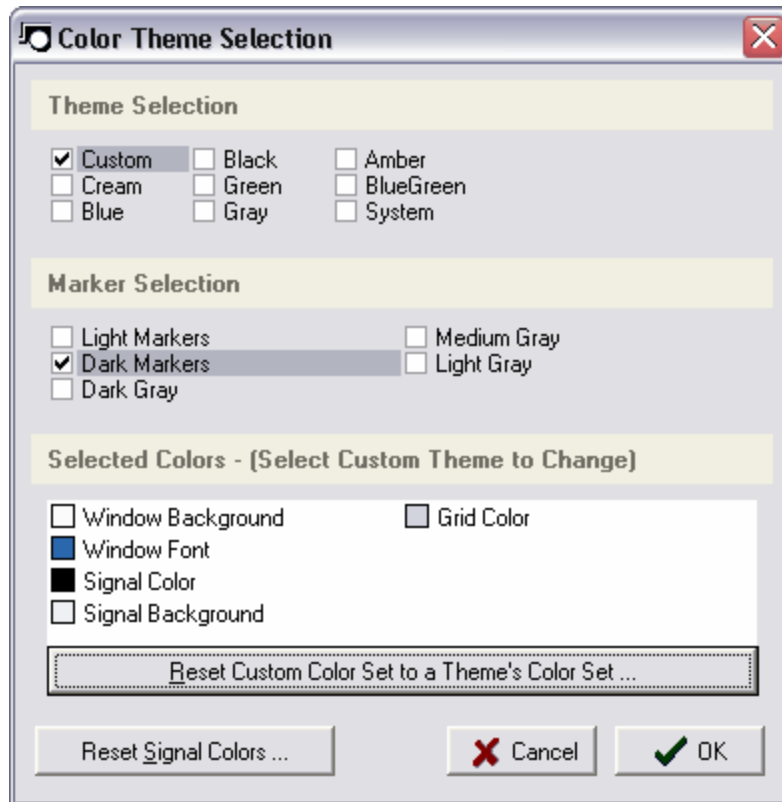 Color Theme Selection
Theme Selection
Custom Black Amber
Cream Green BlueGreen
Blue Gray System
Marker Selection
Light Markers Medium Gray
Dark Markers Light Gray
Dark Gray
Selected Colors - (Select Custom Theme to Change)
Window Background Grid Color
Window Font
Signal Color
Signal Background
Reset Custom Color Set to a Theme's Color Set ...
Reset Signal Colors ... Cancel OK